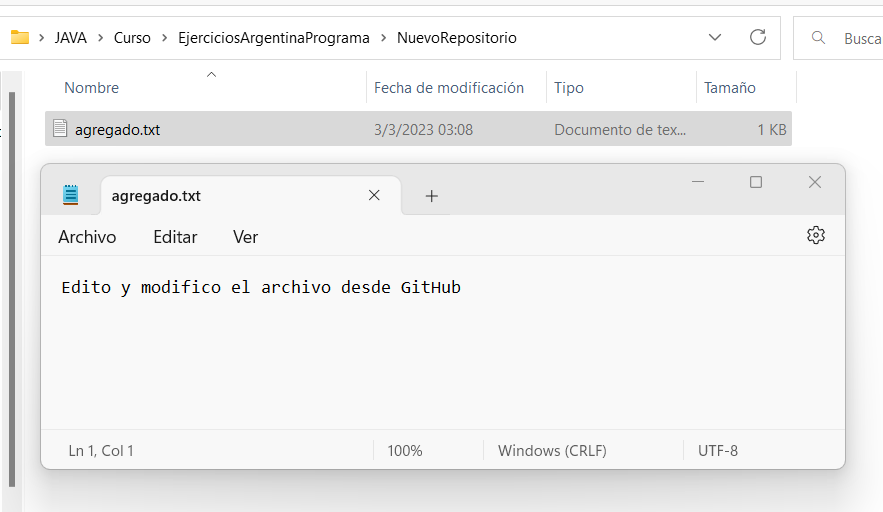 JAVA > Curso > EjerciciosArgentinaPrograma > NuevoRepositorio
Busca
Nombre Fecha de modificación Tipo Tamaño
agregado.txt 3/3/2023 03:08 Documento de tex... 1 KB
agregado.txt
Archivo Editar Ver
Edito y modifico el archivo desde GitHub
Ln 1, Col 1 100% Windows (CRLF) UTF-8